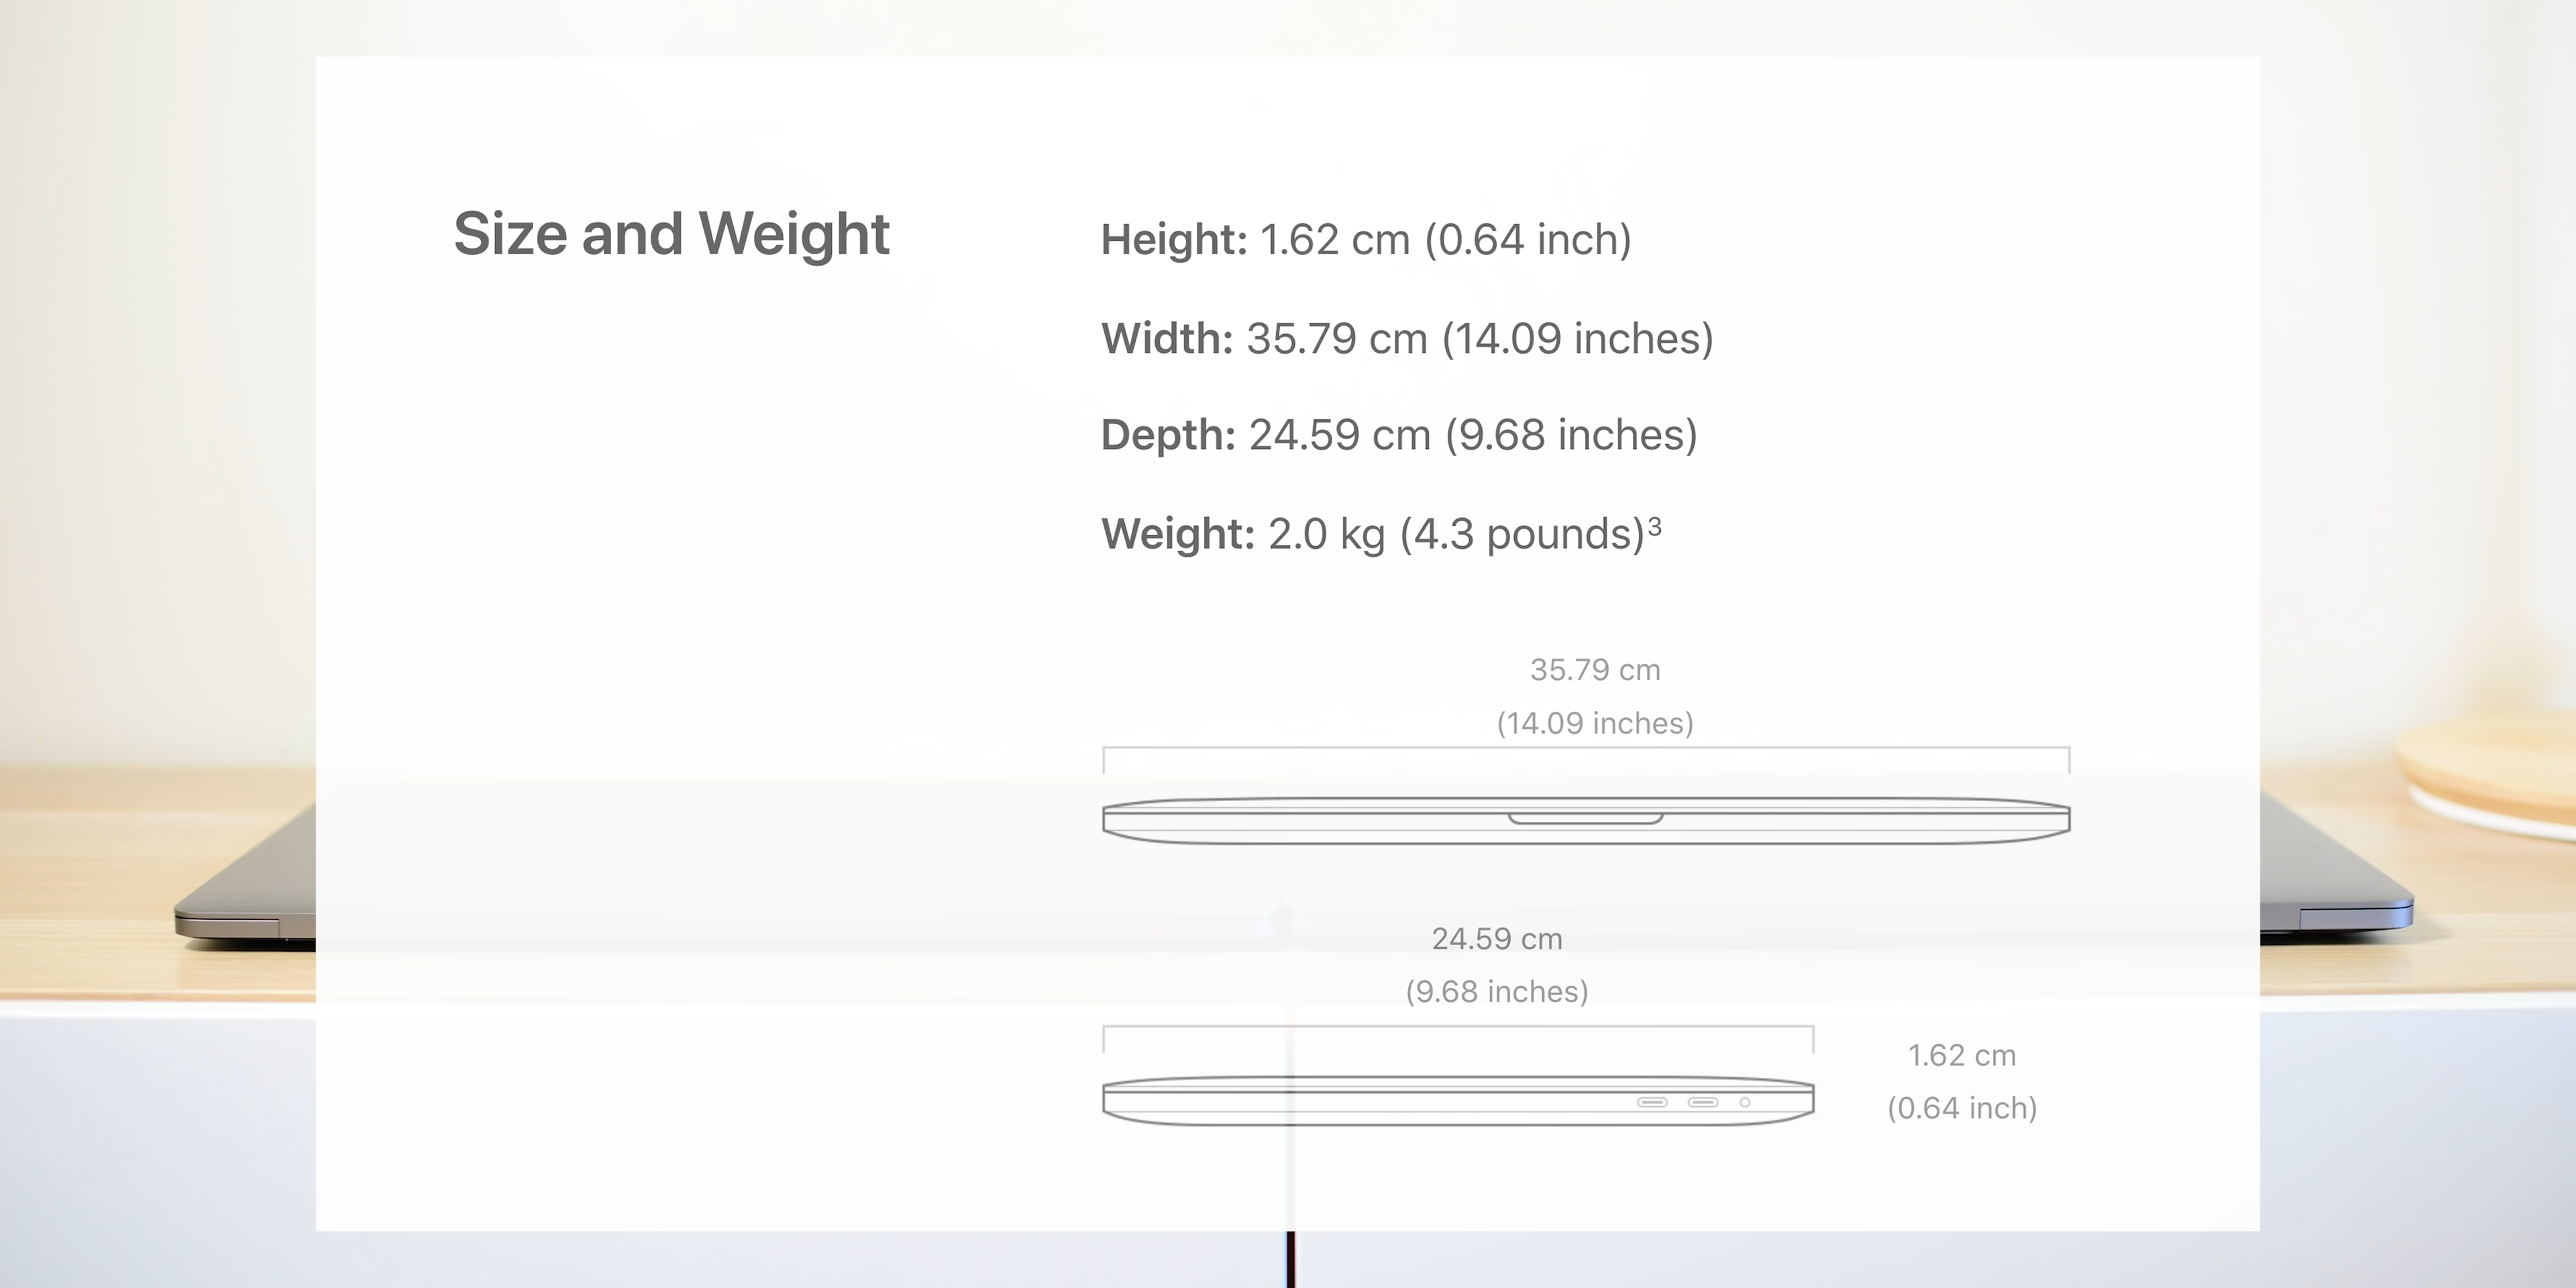 Size and Weight
Height: 1.62 cm (0.64 inch)
Width: 35.79 cm (14.09 inches)
Depth: 24.59 cm (9.68 inches)
Weight: 2.0 kg (4.3 pounds)³
35.79 cm
(14.09 inches)
24.59 cm
(9.68 inches)
1.62 cm
(0.64 inch)